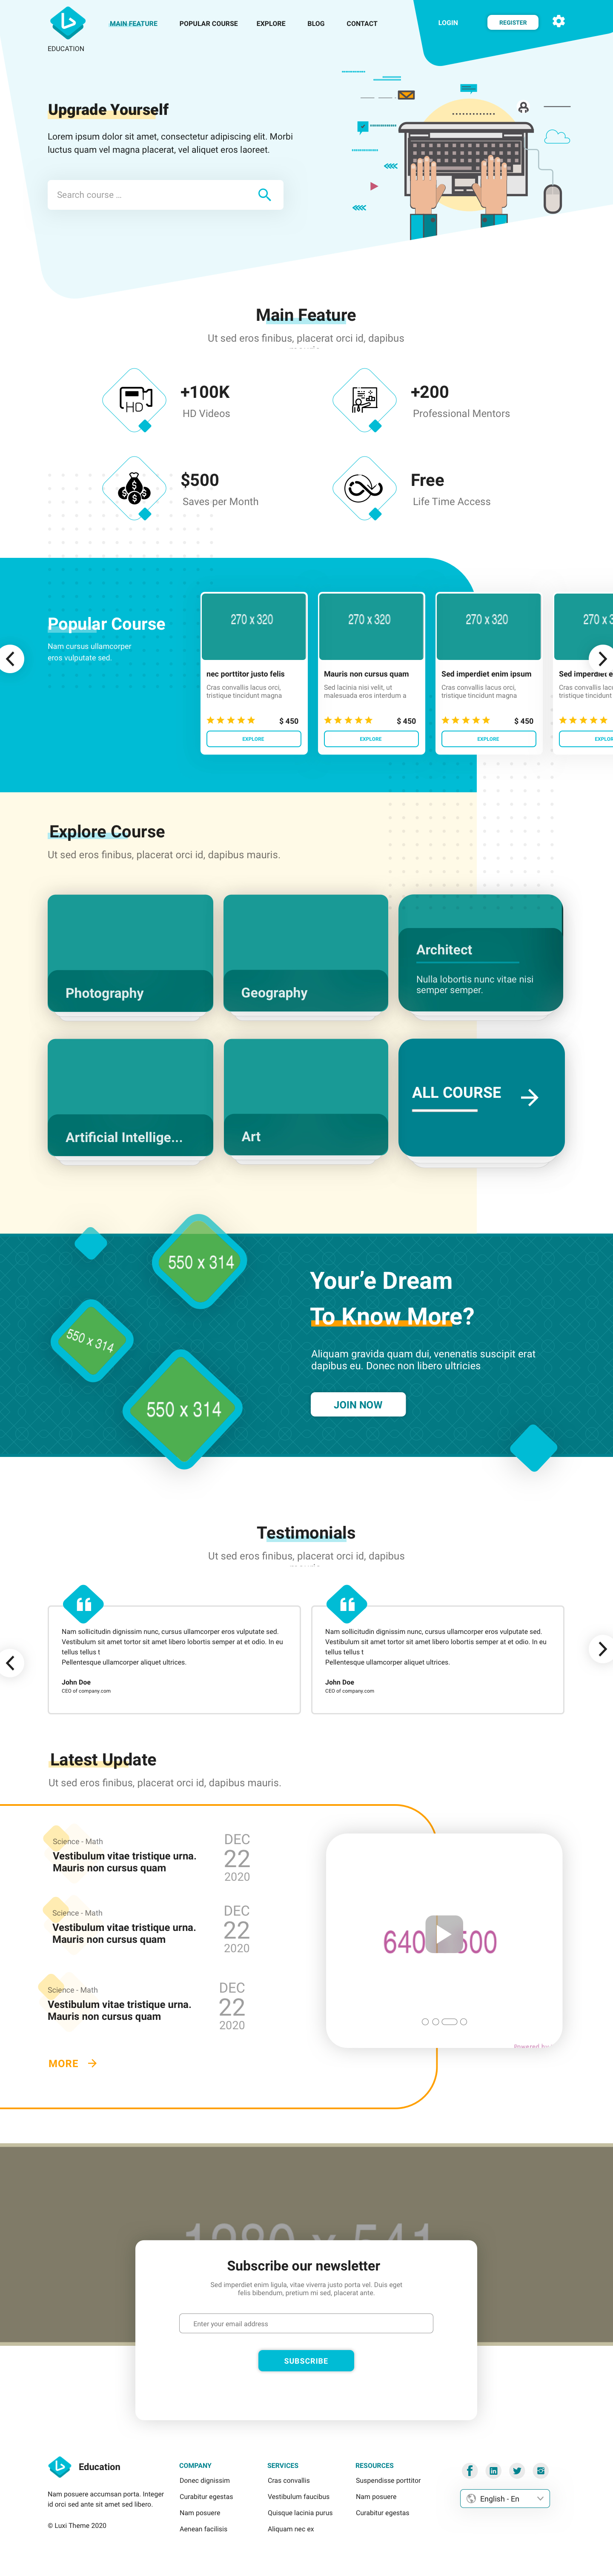 MAIN FEATURE
POPULAR COURSE
EXPLORE
BLOG
CONTACT
LOGIN
REGISTER
EDUCATION
Upgrade Yourself
Lorem ipsum dolor sit amet, consectetur adipiscing elit. Morbi
luctus quam vel magna placerat, vel aliquet eros laoreet.
Search course ...
Main Feature
Ut sed eros finibus, placerat orci id, dapibus
HD
+100K
HD Videos
+200
Professional Mentors
$500
Saves per Month
Free
Life Time Access
Popular Course
Nam cursus ullamcorper
eros vulputate sed.
270 x 320
nec porttitor justo felis
Cras convallis lacus orci,
tristique tincidunt magna
$ 450
EXPLORE
270 x 320
Mauris non cursus quam
Sed lacinia nisi velit, ut
malesuada eros interdum a
$ 450
EXPLORE
270 x 320
Sed imperdiet enim ipsum
Cras convallis lacus orci,
tristique tincidunt magna
$ 450
EXPLORE
270 x 3
Sed imperdiet e
Cras convallis lac
tristique tincidunt
EXPLOR
Explore Course
Ut sed eros finibus, placerat orci id, dapibus mauris.
Photography
Geography
Architect
Nulla lobortis nunc vitae nisi
semper semper.
Artificial Intellige...
Art
ALL COURSE
550 x 314
550 x 314
550 x 314
Your'e Dream
To Know More?
Aliquam gravida quam dui, venenatis suscipit erat
dapibus eu. Donec non libero ultricies
JOIN NOW
Testimonials
Ut sed eros finibus, placerat orci id, dapibus
Nam sollicitudin dignissim nunc, cursus ullamcorper eros vulputate sed.
Vestibulum sit amet tortor sit amet libero lobortis semper at et odio. In eu
tellus tellus t
Pellentesque ullamcorper aliquet ultrices.
John Doe
CEO of company.com
Nam sollicitudin dignissim nunc, cursus ullamcorper eros vulputate sed.
Vestibulum sit amet tortor sit amet libero lobortis semper at et odio. In eu
tellus tellus t
Pellentesque ullamcorper aliquet ultrices.
John Doe
CEO of company.com
Latest Update
Ut sed eros finibus, placerat orci id, dapibus mauris.
Science - Math
Vestibulum vitae tristique urna.
Mauris non cursus quam
DEC
22
2020
Science - Math
Vestibulum vitae tristique urna.
Mauris non cursus quam
DEC
22
2020
Science - Math
Vestibulum vitae tristique urna.
Mauris non cursus quam
DEC
22
2020
MORE
640 500
Powered by
Subscribe our newsletter
Sed imperdiet enim ligula, vitae viverra justo porta vel. Duis eget
felis bibendum, pretium mi sed, placerat ante.
Enter your email address
SUBSCRIBE
Education
Nam posuere accumsan porta. Integer
id orci sed ante sit amet sed libero.
© Luxi Theme 2020
COMPANY
Donec dignissim
Curabitur egestas
Nam posuere
Aenean facilisis
SERVICES
Cras convallis
Vestibulum faucibus
Quisque lacinia purus
Aliquam nec ex
RESOURCES
Suspendisse porttitor
Nam posuere
Curabitur egestas
English - En